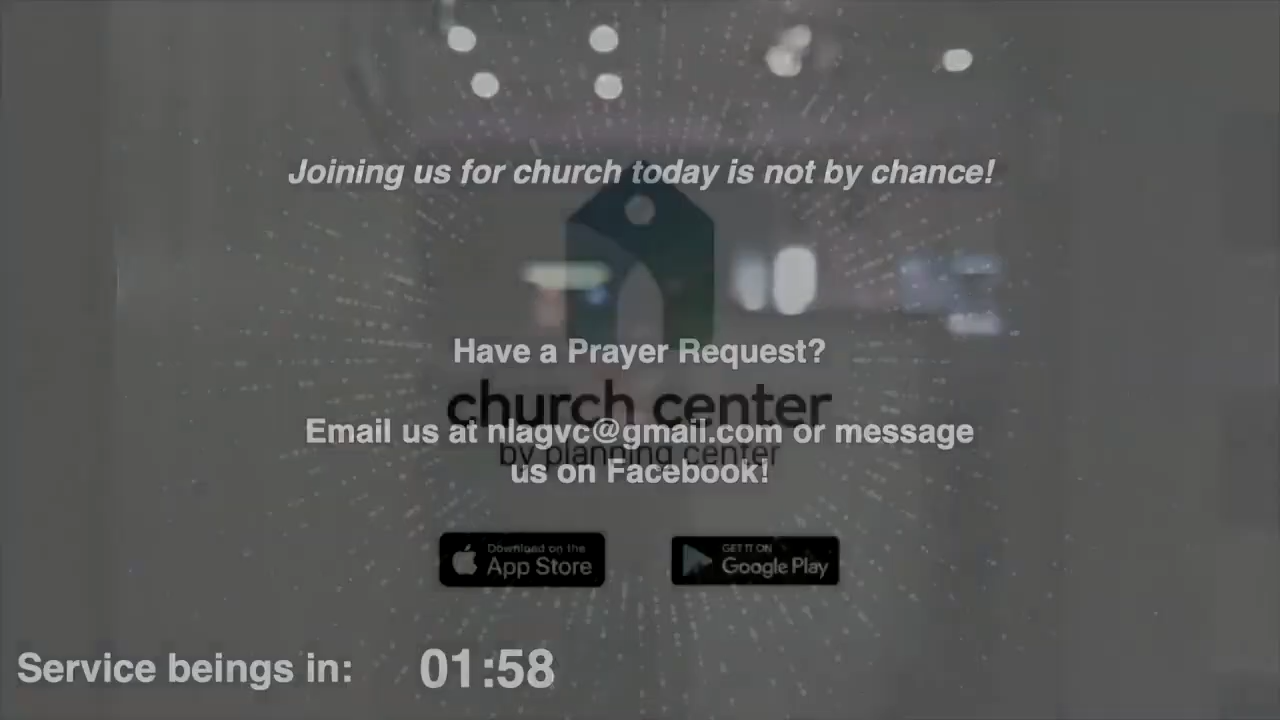 Joining us for church today is not by chance!
Have a Prayer Request?
church center
Email us at nlagvc@gmail.com or message
by planning center
us on Facebook!
Download on the
App Store
GET IT ON
Google Play
Service beings in: 01:58